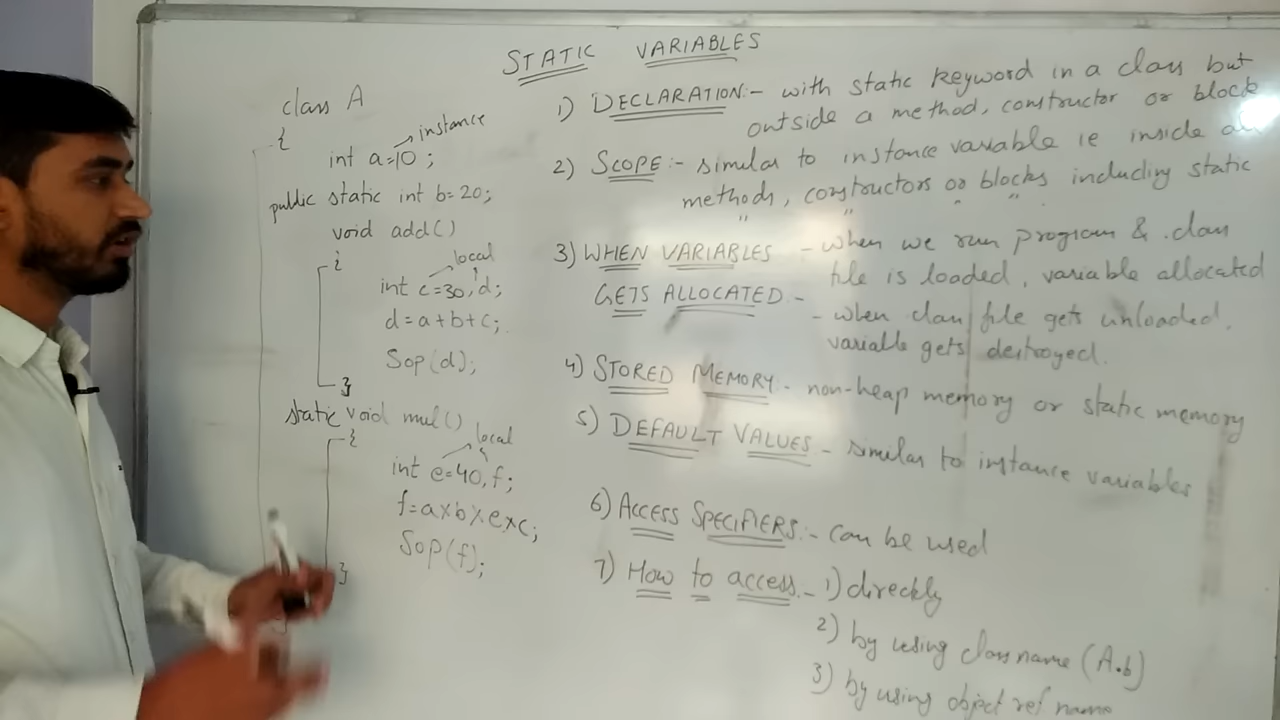 STATIC VARIABLES
class A
{
instance
int a=10;
public static int b=20;
void add()
{
local
int c=30, d;
d=a+b+c;
Sop(d);
}
static void mul()
{
local
int e=40, f;
f=a×b×e×c;
Sop(f);
}
1) DECLARATION:- with static keyword in a class but
outside a method, constructor or block
2) SCOPE:- similar to instance variable ie inside all
methods, constructors or blocks including static
" " " "
3) WHEN VARIABLES - when we run program & .class
GETS ALLOCATED:- file is loaded, variable allocated
- when class file gets unloaded,
variable gets destroyed.
4) STORED MEMORY:- non-heap memory or static memory
5) DEFAULT VALUES - similar to instance variables
6) ACCESS SPECIFIERS:- can be used
7) How to access:- 1) directly
2) by using class name (A.b)
3) by using object ref name